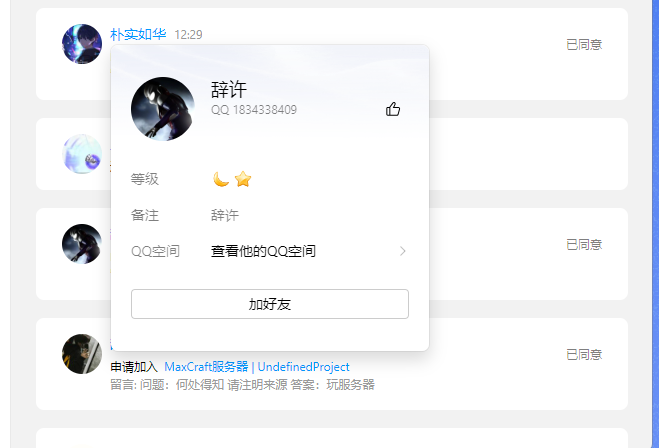 朴实如华 12:29
已同意
辞许
QQ 1834338409
等级
备注 辞许
QQ空间 查看他的QQ空间
已同意
加好友
已同意
申请加入 MaxCraft服务器 | UndefinedProject
留言: 问题：何处得知 请注明来源 答案：玩服务器